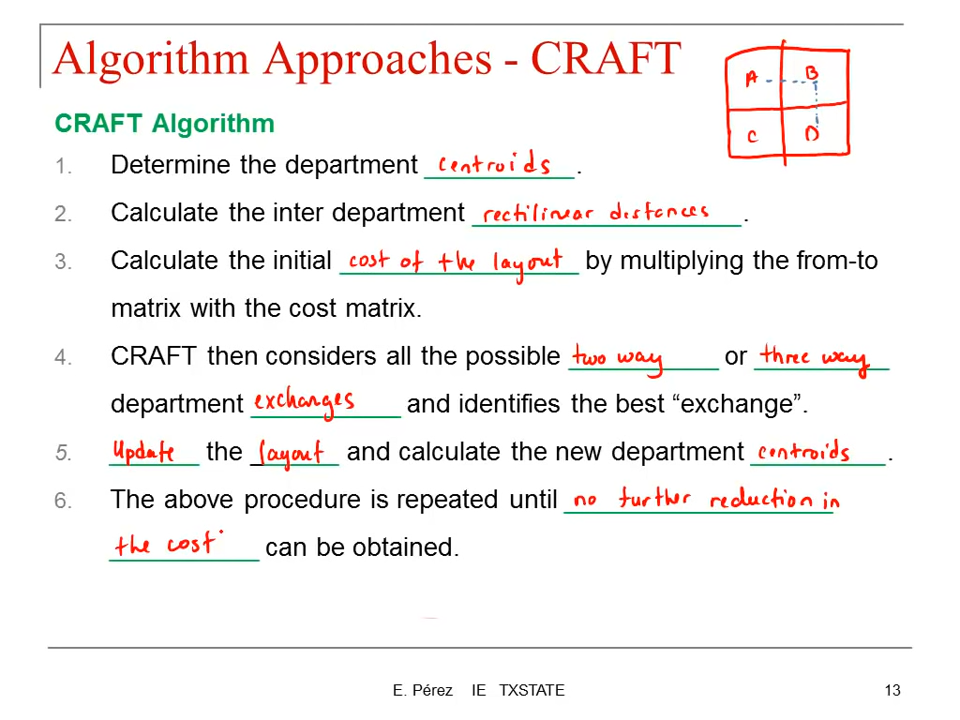 Algorithm Approaches - CRAFT
A B
C D
CRAFT Algorithm
1. Determine the department centroids.
2. Calculate the inter department rectilinear distances.
3. Calculate the initial cost of the layout by multiplying the from-to
matrix with the cost matrix.
4. CRAFT then considers all the possible two way or three way
department exchanges and identifies the best “exchange”.
5. Update the layout and calculate the new department centroids.
6. The above procedure is repeated until no further reduction in
the cost can be obtained.
E. Pérez IE TXSTATE 13